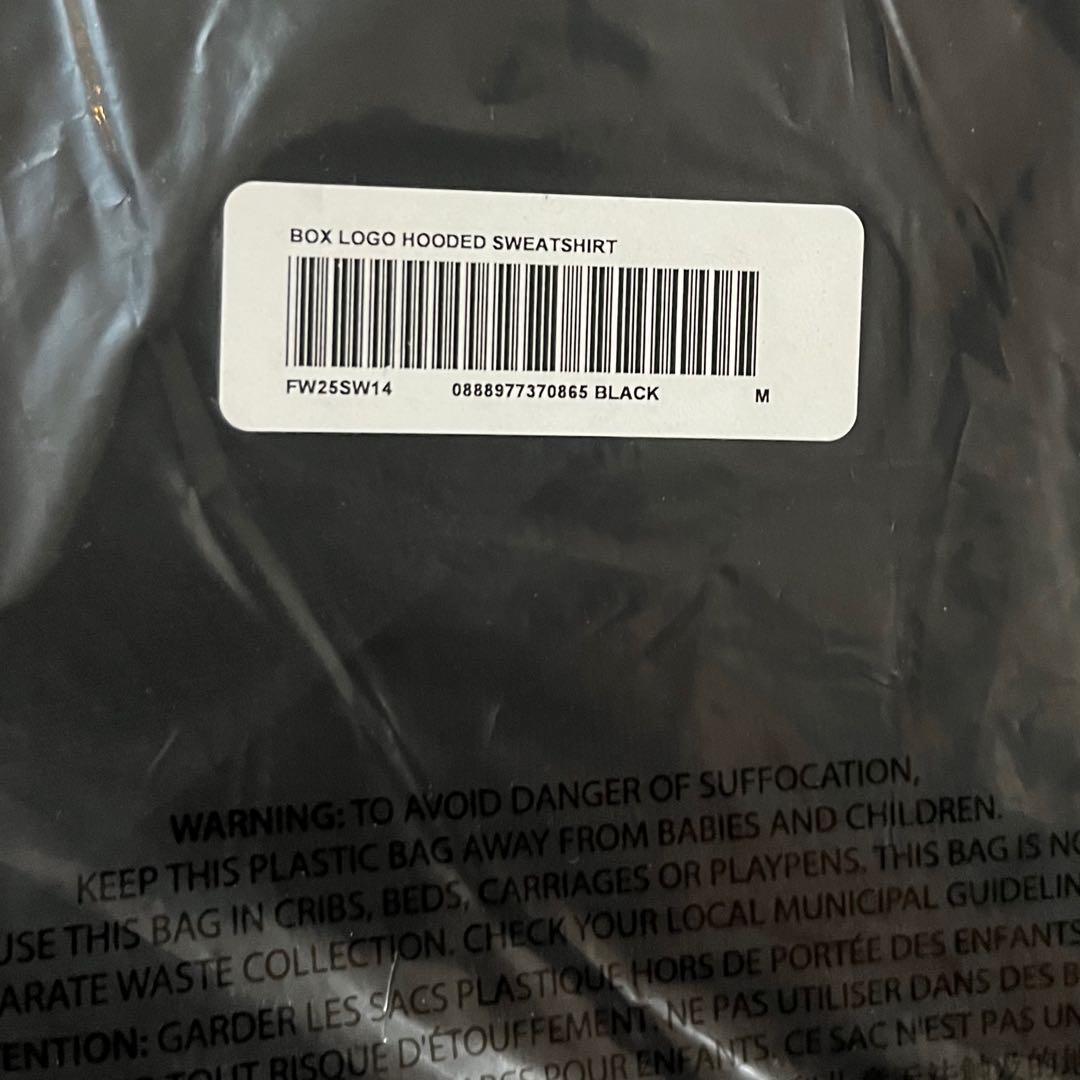 BOX LOGO HOODED SWEATSHIRT
FW25SW14 0888977370865 BLACK M
WARNING: TO AVOID DANGER OF SUFFOCATION,
KEEP THIS PLASTIC BAG AWAY FROM BABIES AND CHILDREN.
USE THIS BAG IN CRIBS, BEDS, CARRIAGES OR PLAYPENS. THIS BAG IS
ARATE WASTE COLLECTION. CHECK YOUR LOCAL MUNICIPAL GUIDELIN
ENTION: GARDER LES SACS PLASTIQUE HORS DE PORTÉE DES ENFANTS
TOUT RISQUE D'ÉTOUFFEMENT. NE PAS UTILISER DANS DES B
POUR ENFANTS. CE SAC N'EST PAS UN